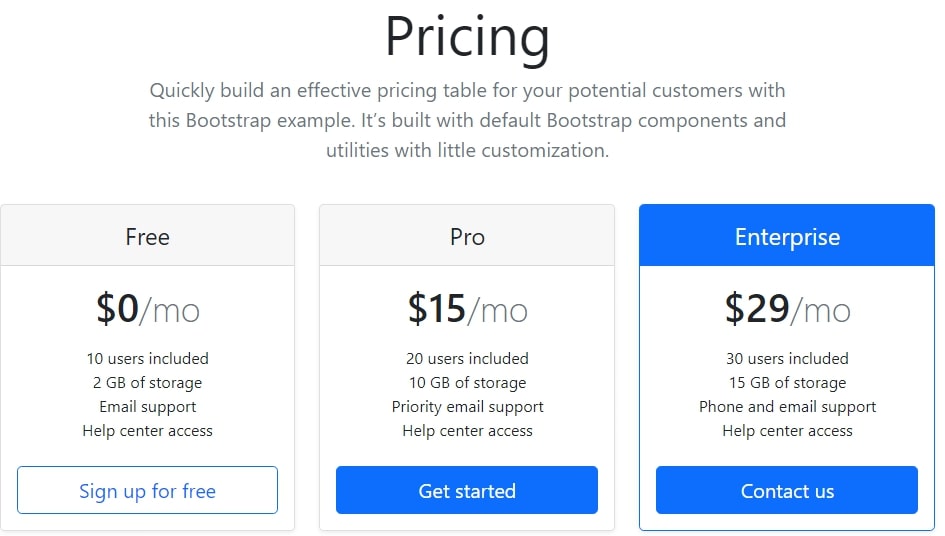 Pricing
Quickly build an effective pricing table for your potential customers with
this Bootstrap example. It’s built with default Bootstrap components and
utilities with little customization.
Free
$0/mo
10 users included
2 GB of storage
Email support
Help center access
Sign up for free
Pro
$15/mo
20 users included
10 GB of storage
Priority email support
Help center access
Get started
Enterprise
$29/mo
30 users included
15 GB of storage
Phone and email support
Help center access
Contact us